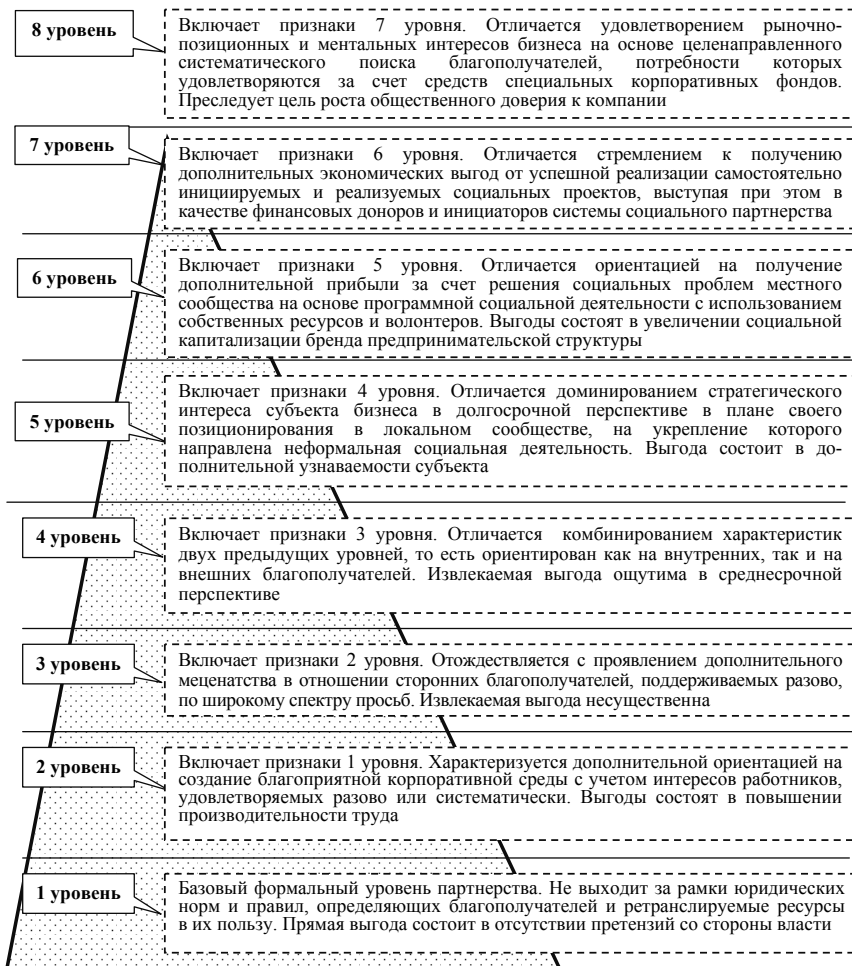 8 уровень
Включает признаки 7 уровня. Отличается удовлетворением рыночно-
позиционных и ментальных интересов бизнеса на основе целенаправленного
систематического поиска благополучателей, потребности которых
удовлетворяются за счет средств специальных корпоративных фондов.
Преследует цель роста общественного доверия к компании
7 уровень
Включает признаки 6 уровня. Отличается стремлением к получению
дополнительных экономических выгод от успешной реализации самостоятельно
инициируемых и реализуемых социальных проектов, выступая при этом в
качестве финансовых доноров и инициаторов системы социального партнерства
6 уровень
Включает признаки 5 уровня. Отличается ориентацией на получение
дополнительной прибыли за счет решения социальных проблем местного
сообщества на основе программной социальной деятельности с использованием
собственных ресурсов и волонтеров. Выгоды состоят в увеличении социальной
капитализации бренда предпринимательской структуры
5 уровень
Включает признаки 4 уровня. Отличается доминированием стратегического
интереса субъекта бизнеса в долгосрочной перспективе в плане своего
позиционирования в локальном сообществе, на укрепление которого
направлена неформальная социальная деятельность. Выгода состоит в до-
полнительной узнаваемости субъекта
4 уровень
Включает признаки 3 уровня. Отличается комбинированием характеристик
двух предыдущих уровней, то есть ориентирован как на внутренних, так и на
внешних благополучателей. Извлекаемая выгода ощутима в среднесрочной
перспективе
3 уровень
Включает признаки 2 уровня. Отождествляется с проявлением дополнительного
меценатства в отношении сторонних благополучателей, поддерживаемых разово,
по широкому спектру просьб. Извлекаемая выгода несущественна
2 уровень
Включает признаки 1 уровня. Характеризуется дополнительной ориентацией на
создание благоприятной корпоративной среды с учетом интересов работников,
удовлетворяемых разово или систематически. Выгоды состоят в повышении
производительности труда
1 уровень
Базовый формальный уровень партнерства. Не выходит за рамки юридических
норм и правил, определяющих благополучателей и ретранслируемые ресурсы
в их пользу. Прямая выгода состоит в отсутствии претензий со стороны власти